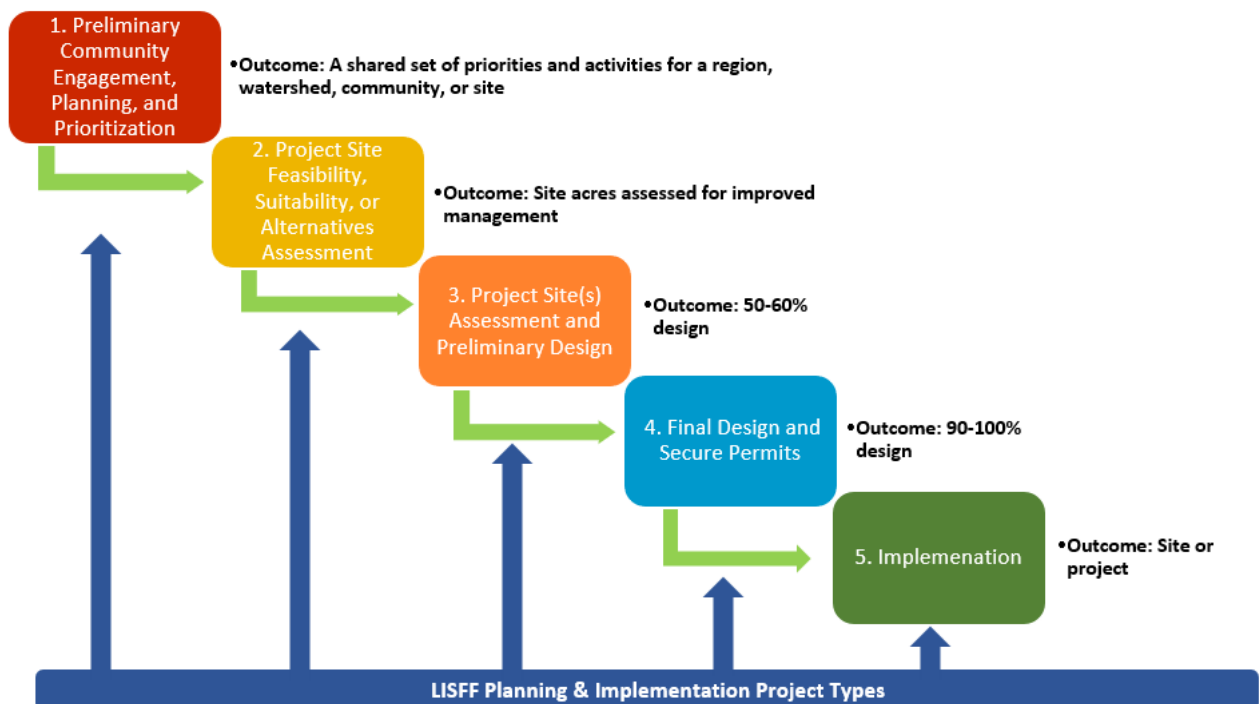 1. Preliminary
Community
Engagement,
Planning, and
Prioritization
•Outcome: A shared set of priorities and activities for a region,
watershed, community, or site
2. Project Site
Feasibility,
Suitability, or
Alternatives
Assessment
•Outcome: Site acres assessed for improved
management
3. Project Site(s)
Assessment and
Preliminary Design
•Outcome: 50-60%
design
4. Final Design and
Secure Permits
•Outcome: 90-100%
design
5. Implemenation
•Outcome: Site or
project
LISFF Planning & Implementation Project Types